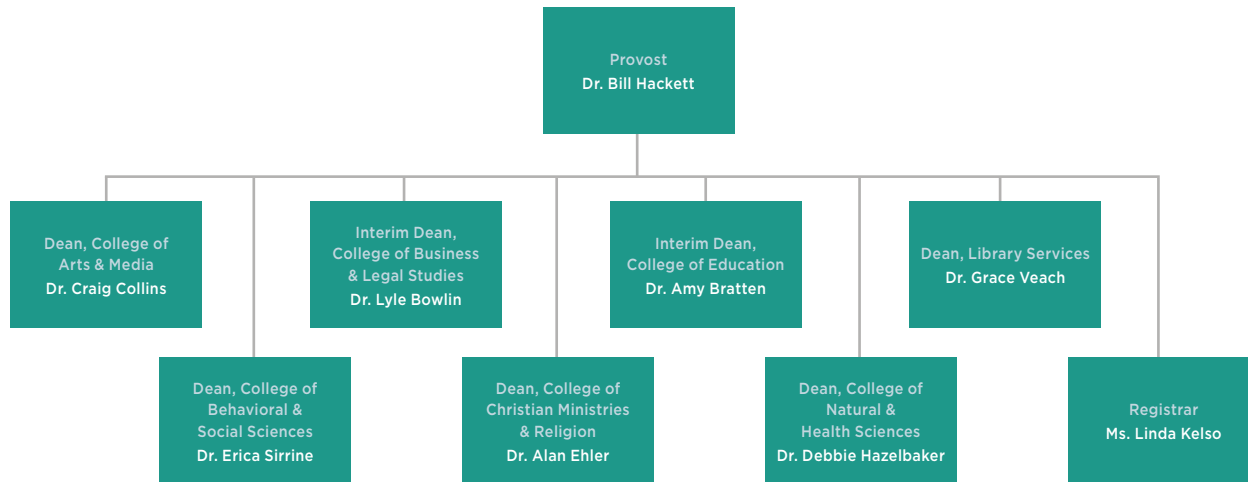 Provost
Dr. Bill Hackett
Dean, College of
Arts & Media
Dr. Craig Collins
Interim Dean,
College of Business
& Legal Studies
Dr. Lyle Bowlin
Interim Dean,
College of Education
Dr. Amy Bratten
Dean, Library Services
Dr. Grace Veach
Dean, College of
Behavioral &
Social Sciences
Dr. Erica Sirrine
Dean, College of
Christian Ministries
& Religion
Dr. Alan Ehler
Dean, College of
Natural &
Health Sciences
Dr. Debbie Hazelbaker
Registrar
Ms. Linda Kelso